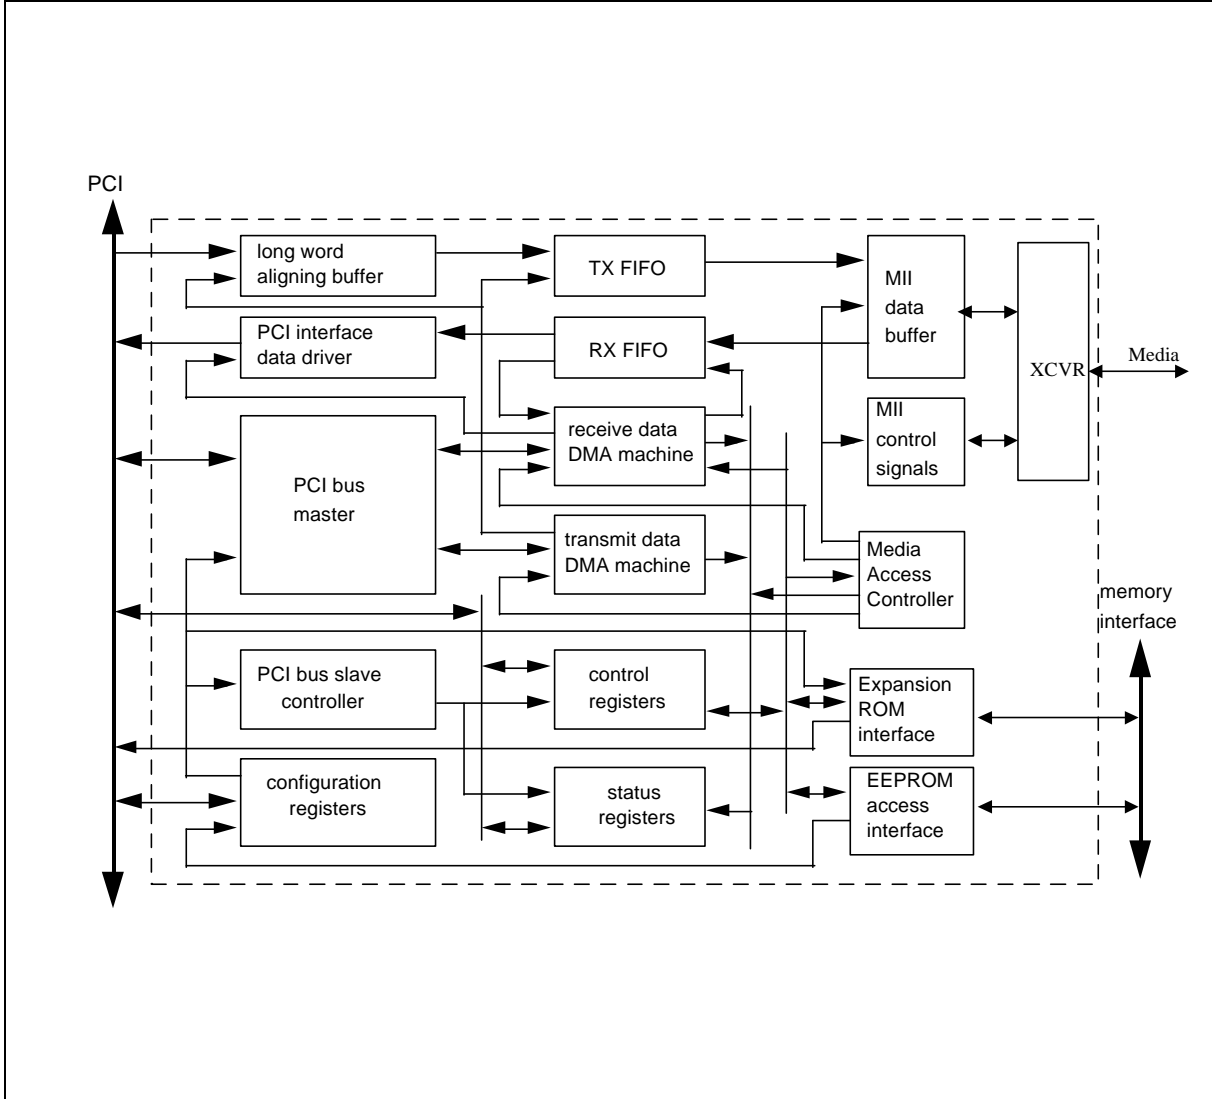 PCI
long word
aligning buffer
TX FIFO
MII
data
buffer
PCI interface
data driver
RX FIFO
XCVR
Media
receive data
DMA machine
MII
control
signals
PCI bus
master
transmit data
DMA machine
Media
Access
Controller
memory
interface
PCI bus slave
controller
control
registers
Expansion
ROM
interface
configuration
registers
status
registers
EEPROM
access
interface